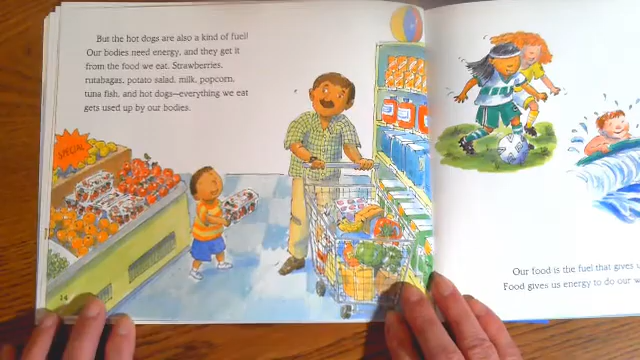 But the hot dogs are also a kind of fuel!
Our bodies need energy, and they get it
from the food we eat. Strawberries,
rutabagas, potato salad, milk, popcorn,
tuna fish, and hot dogs—everything we eat
gets used up by our bodies.
SPECIAL
14
Our food is the fuel that gives
Food gives us energy to do our